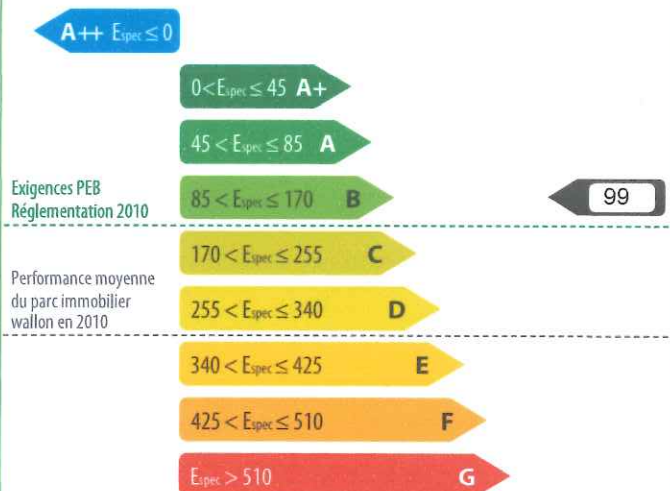 A++ Espec ≤ 0
0 < Espec ≤ 45 A+
45 < Espec ≤ 85 A
Exigences PEB
Réglementation 2010
85 < Espec ≤ 170 B
99
170 < Espec ≤ 255 C
Performance moyenne
du parc immobilier
wallon en 2010
255 < Espec ≤ 340 D
340 < Espec ≤ 425 E
425 < Espec ≤ 510 F
Espec > 510 G